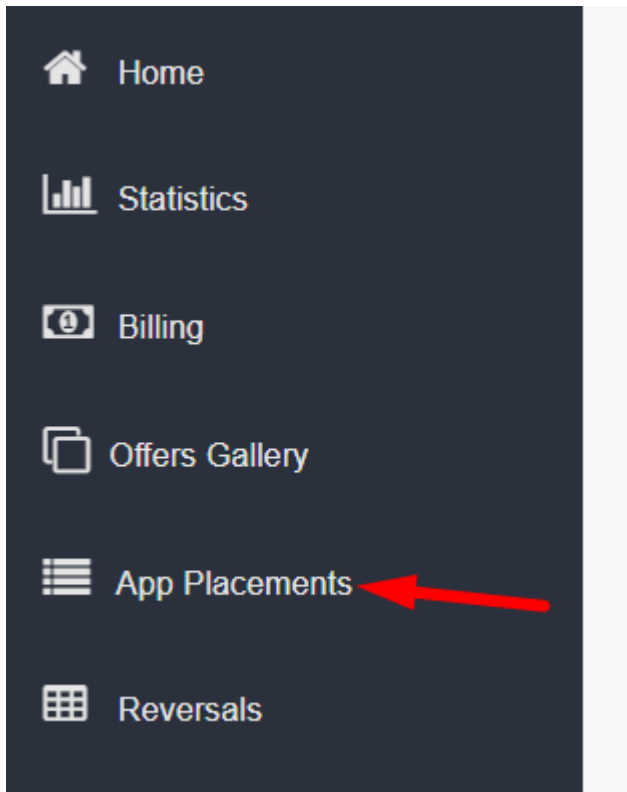 Home
Statistics
Billing
Offers Gallery
App Placements
Reversals